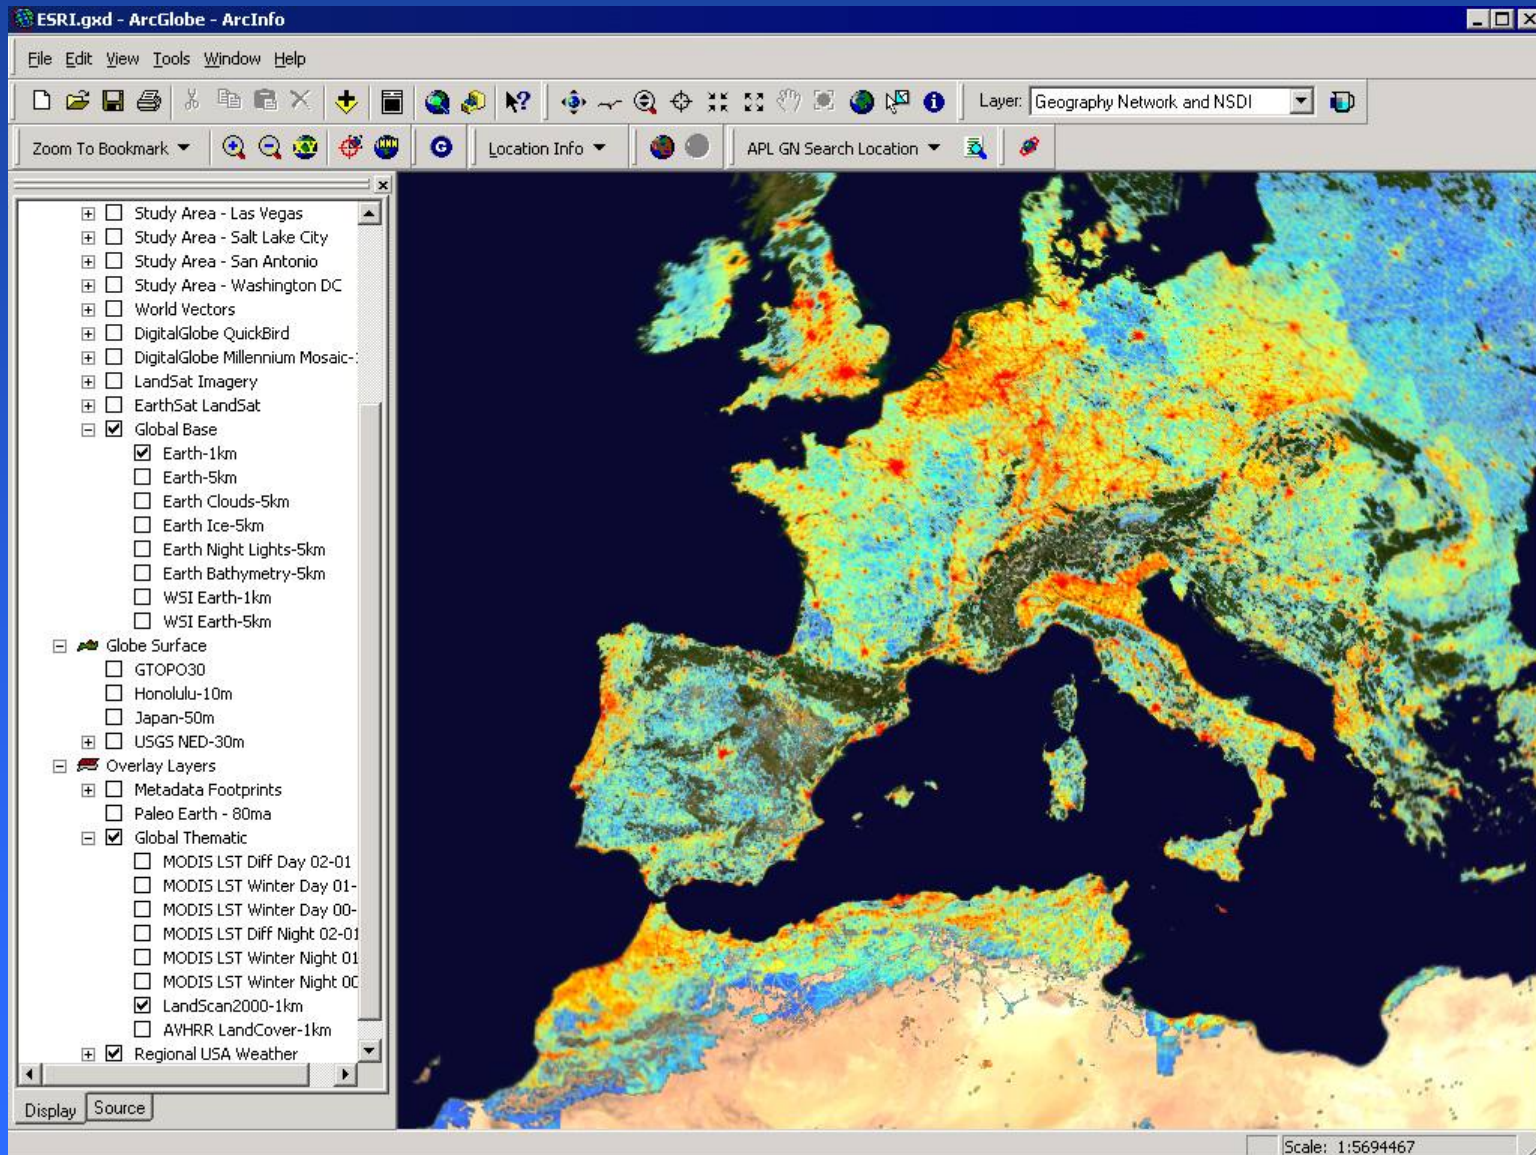 ESRI.gxd - ArcGlobe - ArcInfo
File Edit View Tools Window Help
Layer: Geography Network and NSDI
Zoom To Bookmark Location Info APL GN Search Location
Study Area - Las Vegas
Study Area - Salt Lake City
Study Area - San Antonio
Study Area - Washington DC
World Vectors
DigitalGlobe QuickBird
DigitalGlobe Millennium Mosaic-
LandSat Imagery
EarthSat LandSat
Global Base
Earth-1km
Earth-5km
Earth Clouds-5km
Earth Ice-5km
Earth Night Lights-5km
Earth Bathymetry-5km
WSI Earth-1km
WSI Earth-5km
Globe Surface
GTOPO30
Honolulu-10m
Japan-50m
USGS NED-30m
Overlay Layers
Metadata Footprints
Paleo Earth - 80ma
Global Thematic
MODIS LST Diff Day 02-01
MODIS LST Winter Day 01-
MODIS LST Winter Day 00-
MODIS LST Diff Night 02-01
MODIS LST Winter Night 01
MODIS LST Winter Night 00
LandScan2000-1km
AVHRR LandCover-1km
Regional USA Weather
Display Source
Scale: 1:5694467